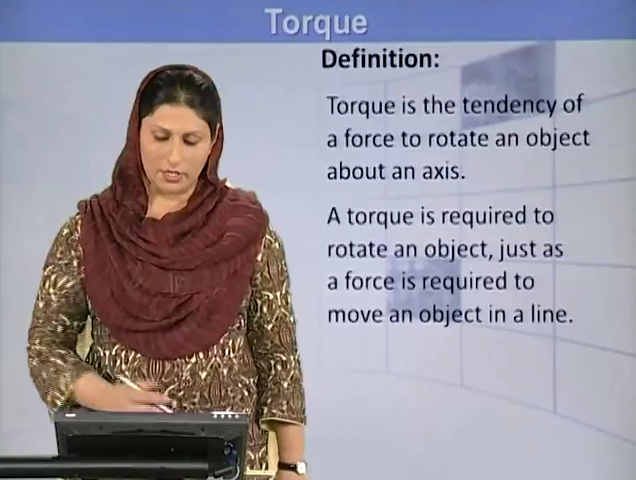 Torque
Definition:
Torque is the tendency of
a force to rotate an object
about an axis.
A torque is required to
rotate an object, just as
a force is required to
move an object in a line.